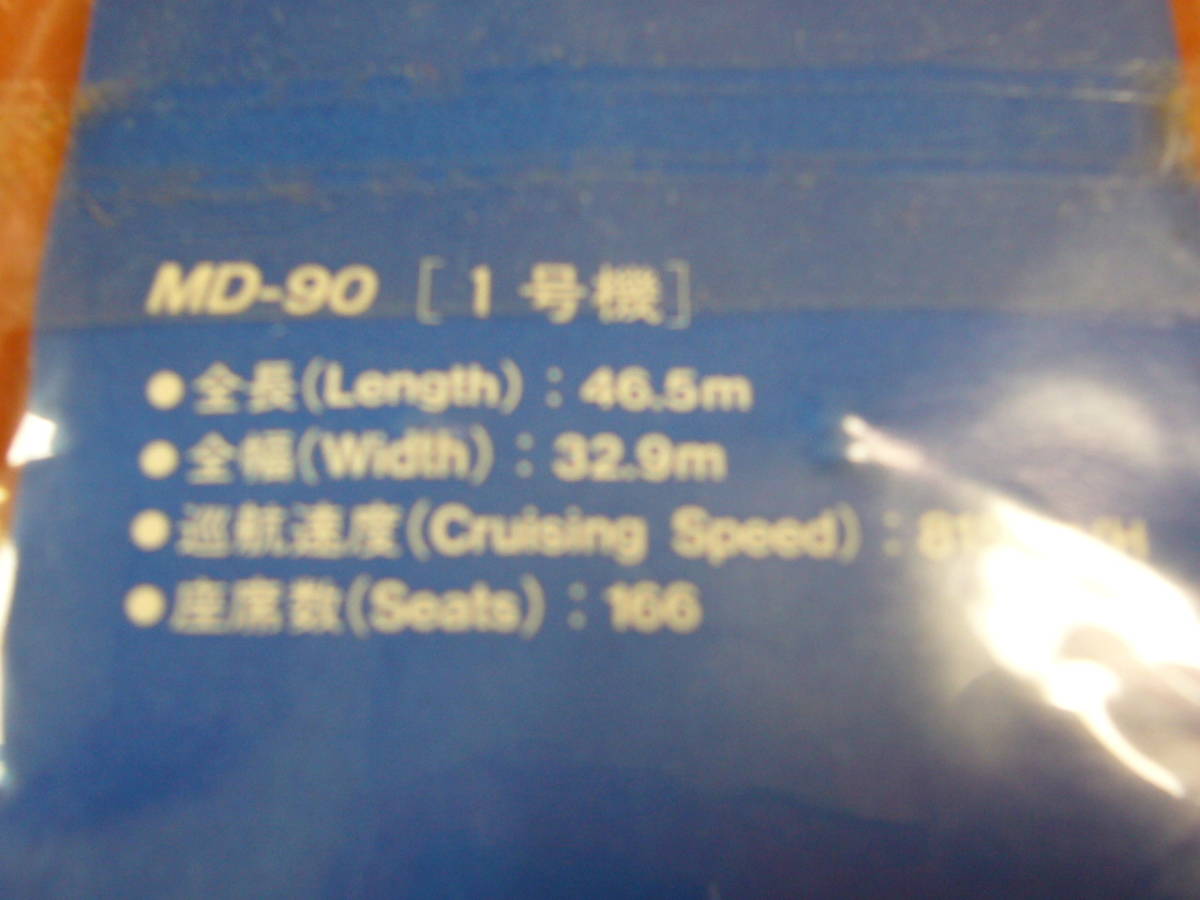 MD-90 [1号機]
●全長(Length):46.5m
●全幅(Width):32.9m
●巡航速度(Cruising Speed):
●座席数(Seats):166